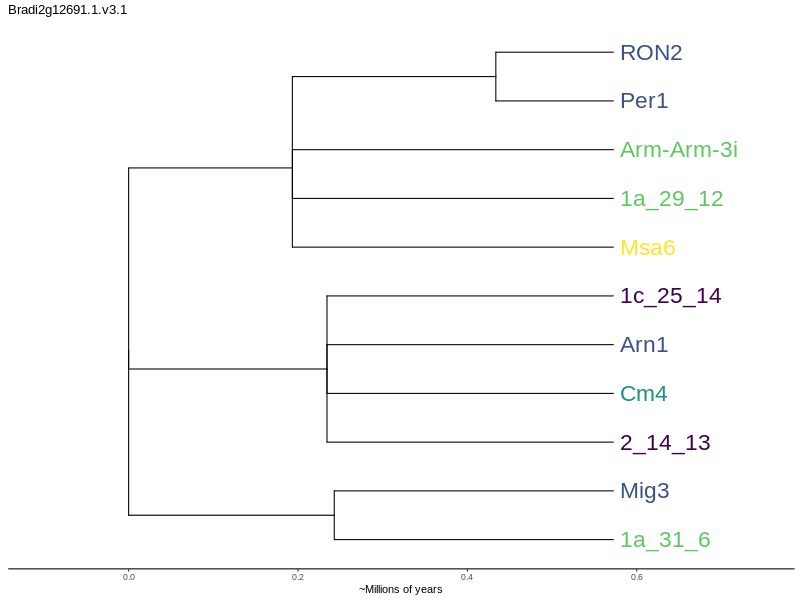 Bradi2g12691.1.v3.1
RON2
Per1
Arm-Arm-3i
1a_29_12
Msa6
1c_25_14
Arn1
Cm4
2_14_13
Mig3
1a_31_6
0.0 0.2 0.4 0.6
~Millions of years